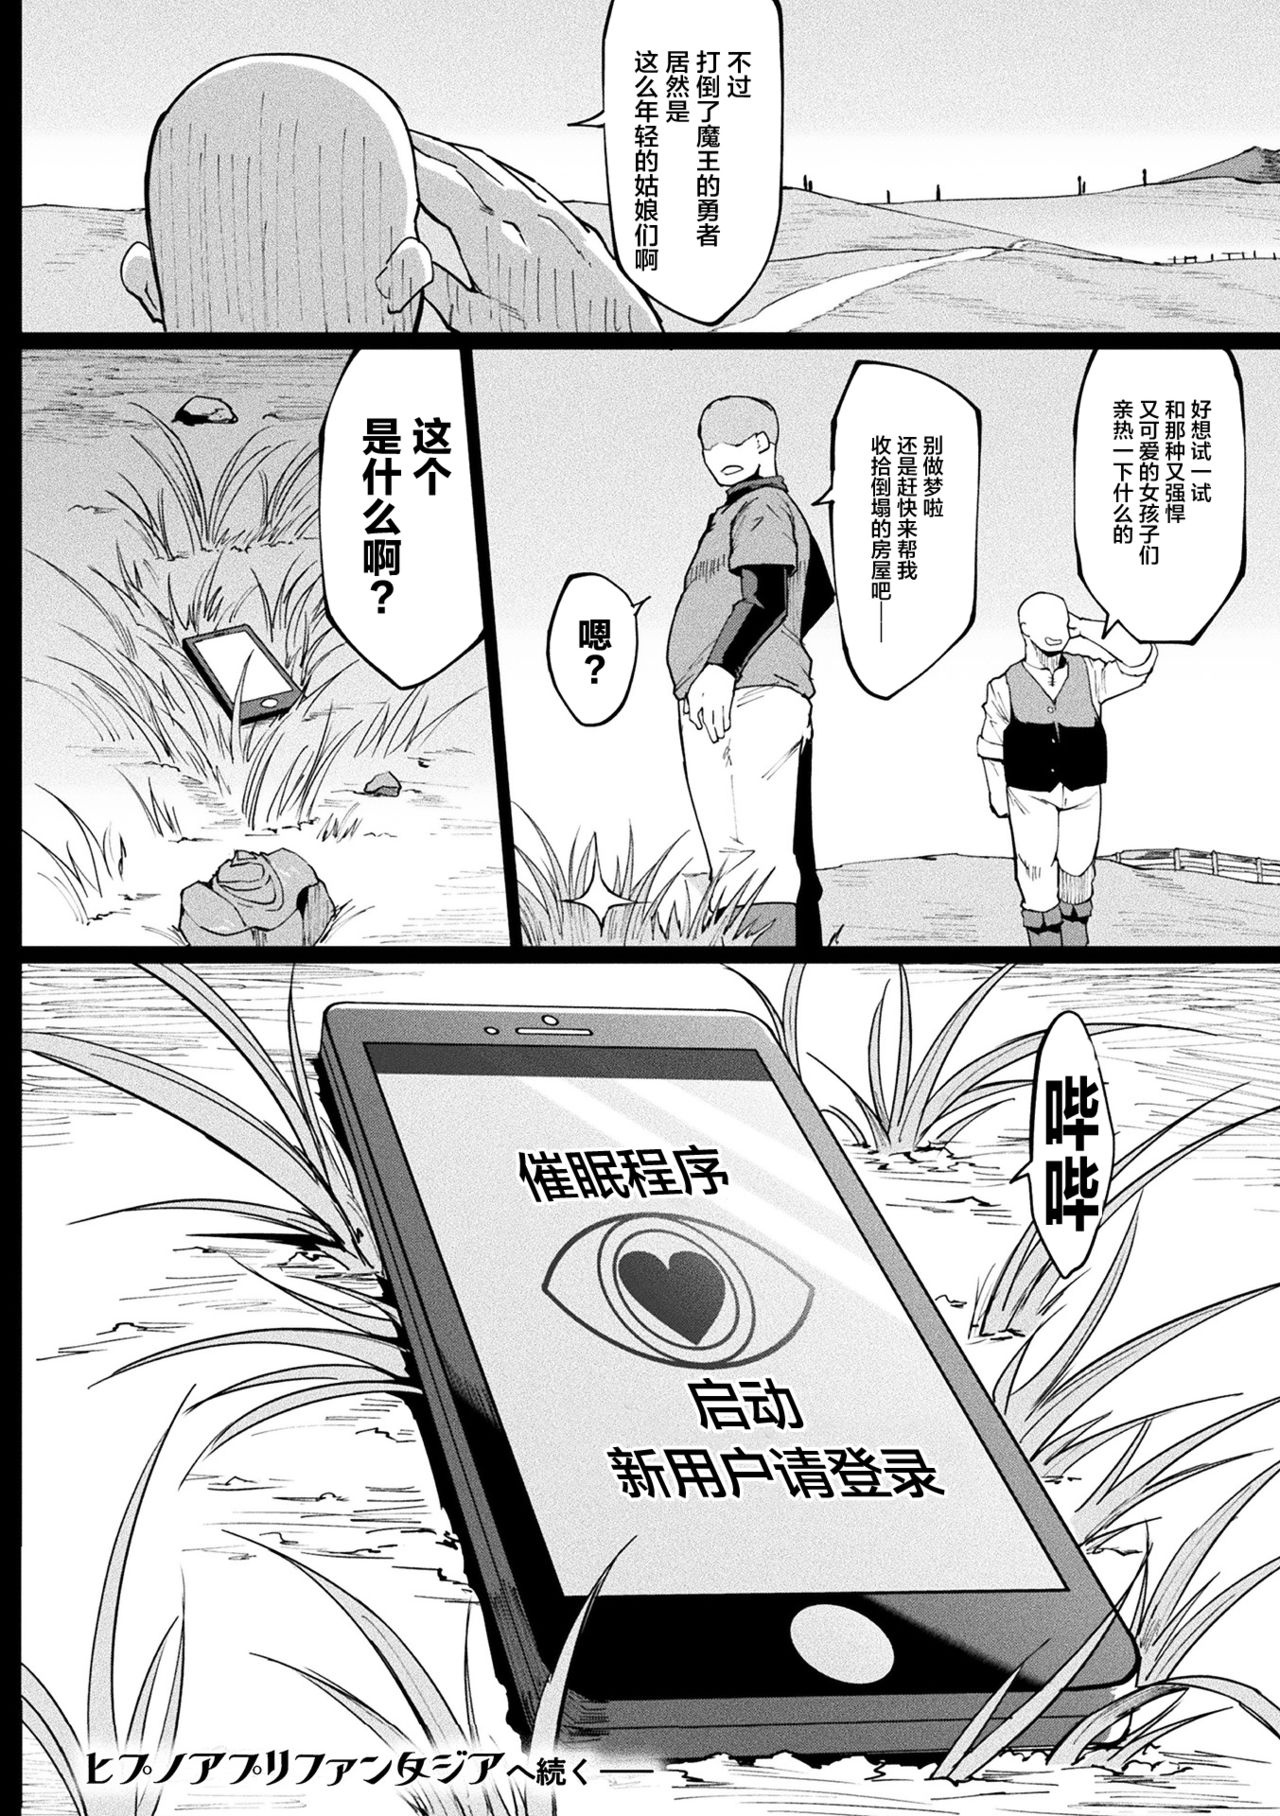 不过
打倒了魔王的勇者
居然是
这么年轻的姑娘们啊
好想试一试
和那种又强悍
又可爱的女孩子们
亲热一下什么的
别做梦啦
还是赶快来帮我
收拾倒塌的房屋吧——
嗯？
这个
是什么啊？
哔哔
催眠程序
启动
新用户请登录
ヒプノアプリファンタジアへ続く——